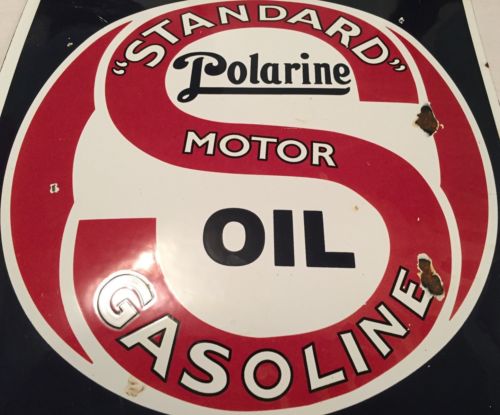 "STANDARD"
Polarine
MOTOR
OIL
GASOLINE